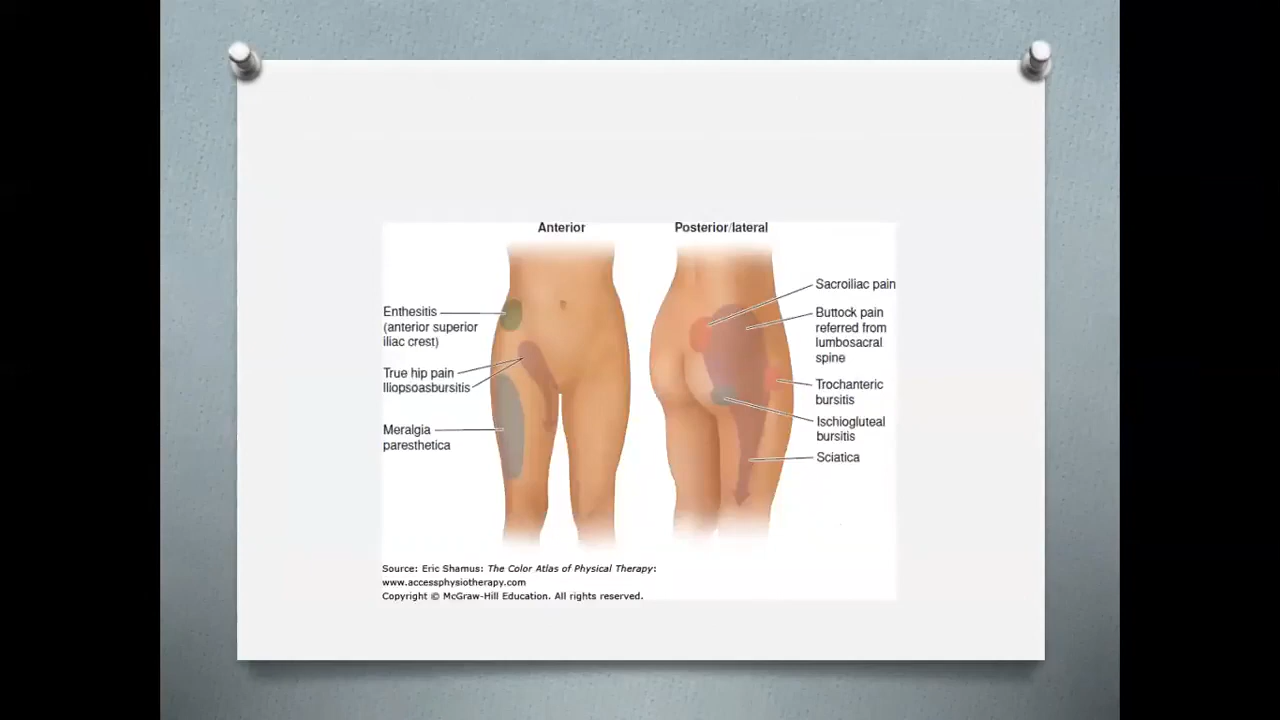 Anterior
Posterior/lateral
Enthesitis
(anterior superior
iliac crest)
True hip pain
Iliopsoasbursitis
Meralgia
paresthetica
Sacroiliac pain
Buttock pain
referred from
lumbosacral
spine
Trochanteric
bursitis
Ischiogluteal
bursitis
Sciatica
Source: Eric Shamus: The Color Atlas of Physical Therapy:
www.accessphysiotherapy.com
Copyright © McGraw-Hill Education. All rights reserved.